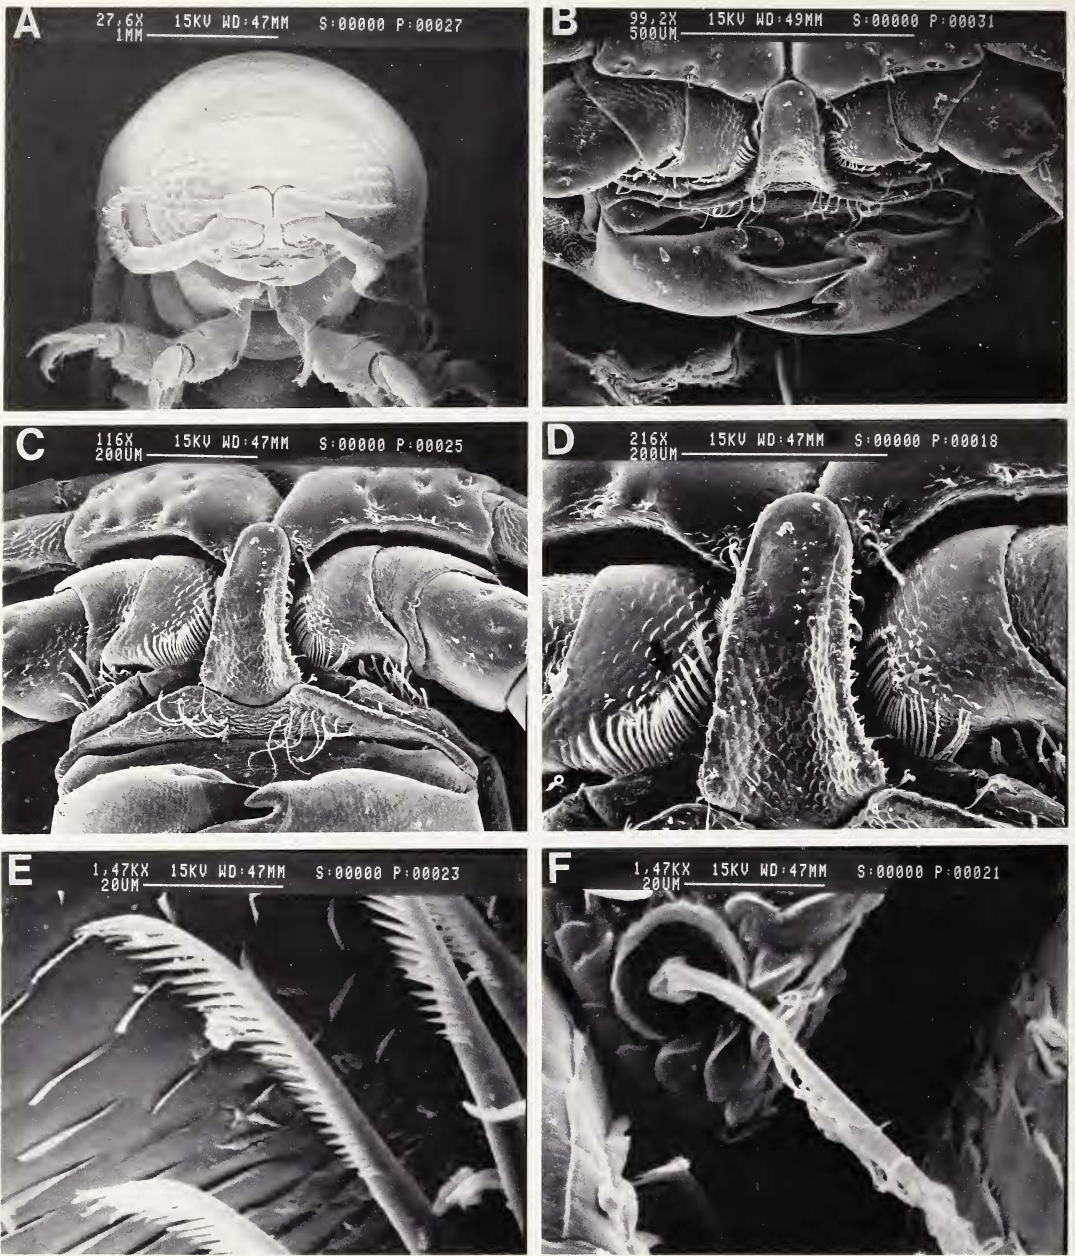 A
27,6X 15KV WD:47MM S:00000 P:00027
1MM
B
99,2X 15KV WD:49MM S:00000 P:00031
500UM
C
116X 15KV WD:47MM S:00000 P:00025
200UM
D
216X 15KV WD:47MM S:00000 P:00018
200UM
E
1,47KX 15KV WD:47MM S:00000 P:00023
20UM
F
1,47KX 15KV WD:47MM S:00000 P:00021
20UM